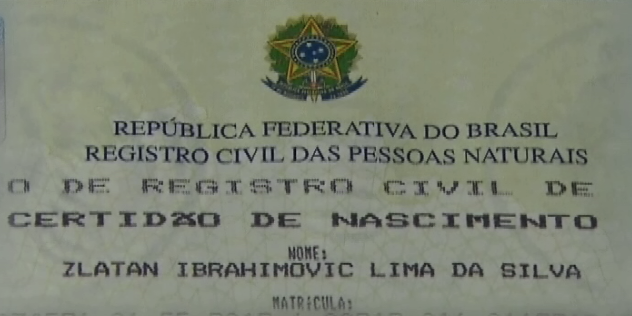 REPÚBLICA FEDERATIVA DO BRASIL
REGISTRO CIVIL DAS PESSOAS NATURAIS
O DE REGISTRO CIVIL DE
CERTIDÃO DE NASCIMENTO
NOME:
ZLATAN IBRAHIMOVIC LIMA DA SILVA
MATRÍCULA: